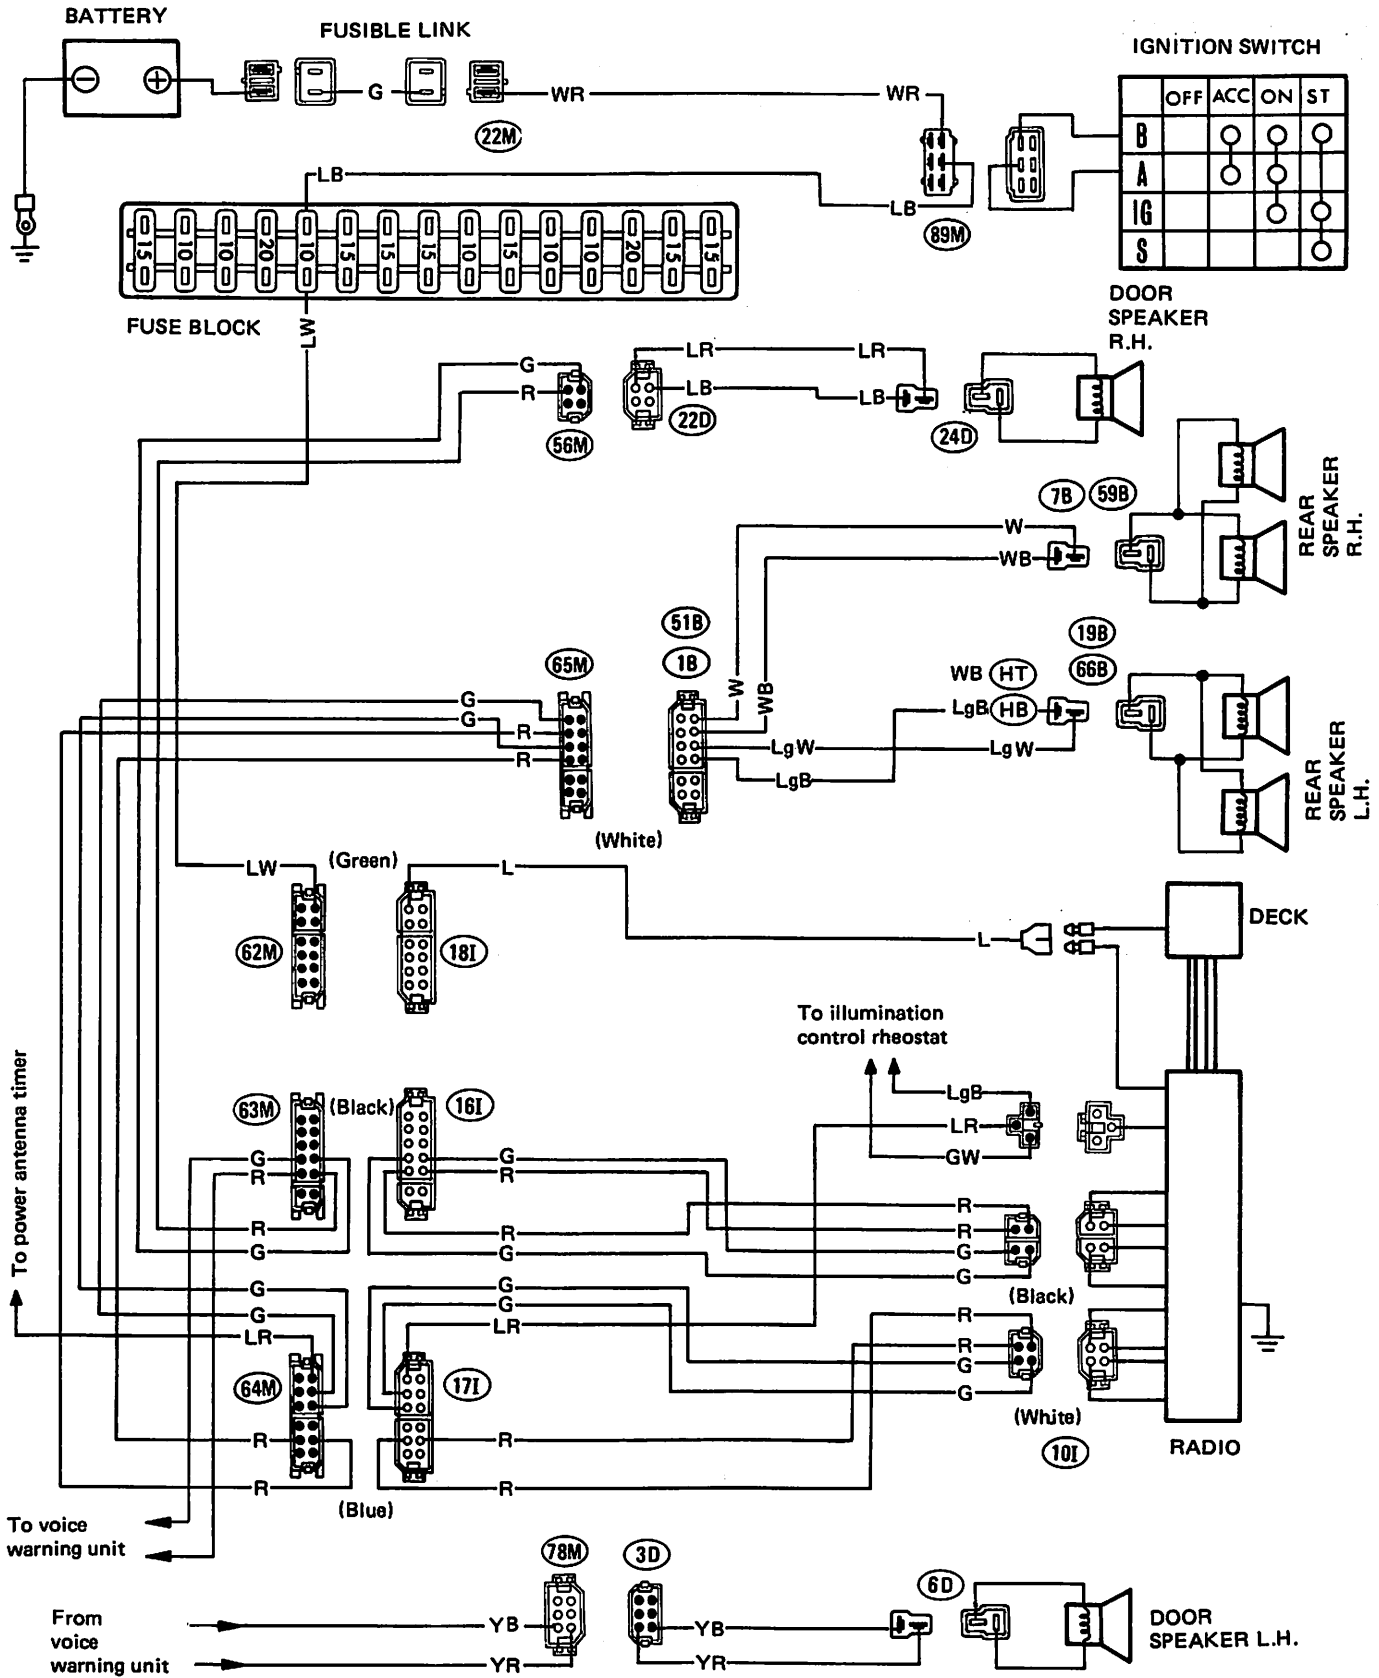 BATTERY
FUSIBLE LINK
IGNITION SWITCH
OFF ACC ON ST
B
A
IG
S
G
WR
WR
22M
LB
LB
89M
15 10 10 20 10 15 15 15 10 15 10 10 20 15 15
FUSE BLOCK
LW
DOOR
SPEAKER
R.H.
G
R
56M
LR
LR
LB
LB
22D
24D
7B
59B
W
WB
REAR
SPEAKER
R.H.
51B
1B
65M
W
WB
19B
66B
WB HT
LgB HB
G
G
R
R
LgW
LgW
LgB
REAR
SPEAKER
L.H.
(White)
LW
(Green)
L
62M
18I
L
DECK
To illumination
control rheostat
To power antenna timer
63M
(Black)
16I
LgB
LR
GW
G
R
G
R
R
G
R
G
R
R
G
G
(Black)
G
G
LR
G
G
LR
R
R
G
G
(White)
10I
RADIO
64M
17I
R
R
R
R
(Blue)
To voice
warning unit
78M
3D
6D
From
voice
warning unit
YB
YR
YB
YR
DOOR
SPEAKER L.H.